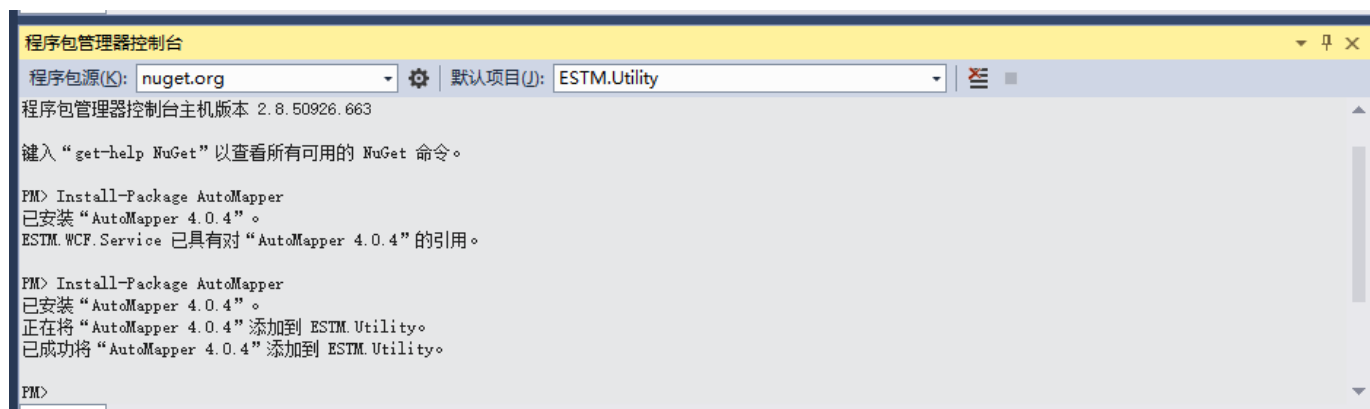 程序包管理器控制台
程序包源(K): nuget.org 默认项目(J): ESTM.Utility
程序包管理器控制台主机版本 2.8.50926.663
键入“get-help NuGet”以查看所有可用的 NuGet 命令。
PM> Install-Package AutoMapper
已安装“AutoMapper 4.0.4”。
ESTM.WCF.Service 已具有对“AutoMapper 4.0.4”的引用。
PM> Install-Package AutoMapper
已安装“AutoMapper 4.0.4”。
正在将“AutoMapper 4.0.4”添加到 ESTM.Utility。
已成功将“AutoMapper 4.0.4”添加到 ESTM.Utility。
PM>